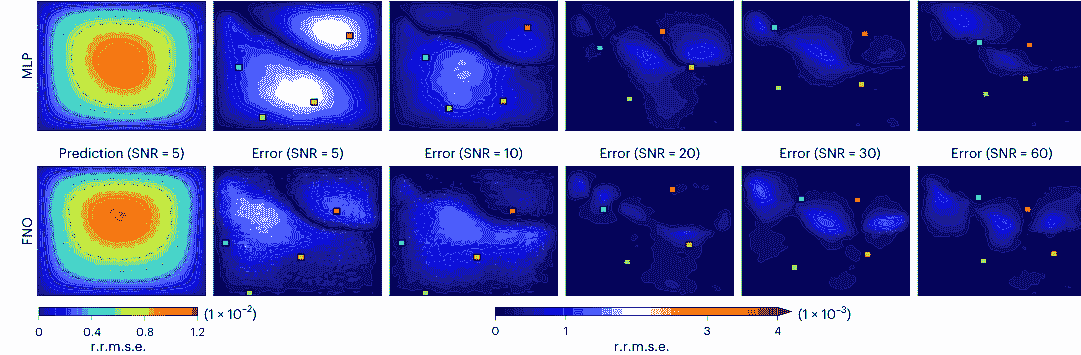 MLP
Prediction (SNR = 5) Error (SNR = 5) Error (SNR = 10) Error (SNR = 20) Error (SNR = 30) Error (SNR = 60)
FNO
(1 × 10⁻²) (1 × 10⁻³)
0 0.4 0.8 1.2 0 1 3 4
r.r.m.s.e. r.r.m.s.e.